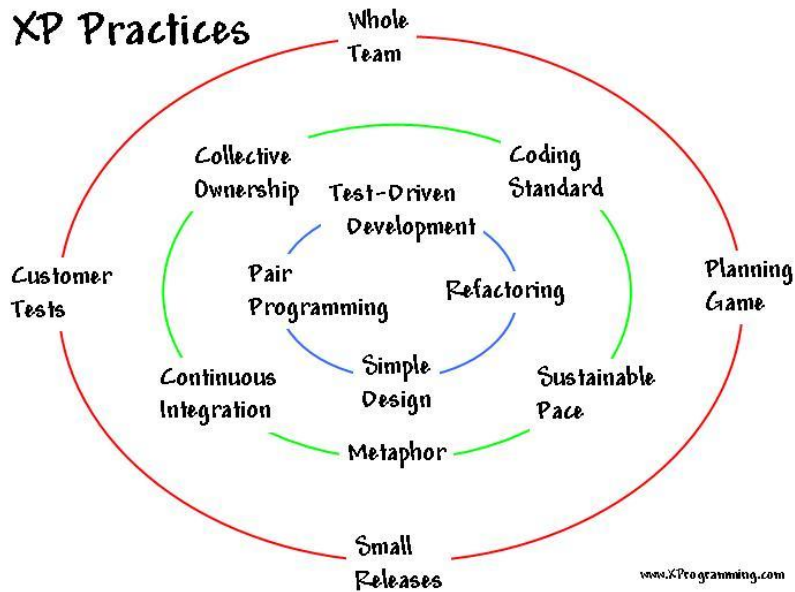 XP Practices
Whole
Team
Collective
Ownership
Coding
Standard
Test-Driven
Development
Customer
Tests
Pair
Programming
Refactoring
Planning
Game
Continuous
Integration
Simple
Design
Sustainable
Pace
Metaphor
Small
Releases
www.XProgramming.com